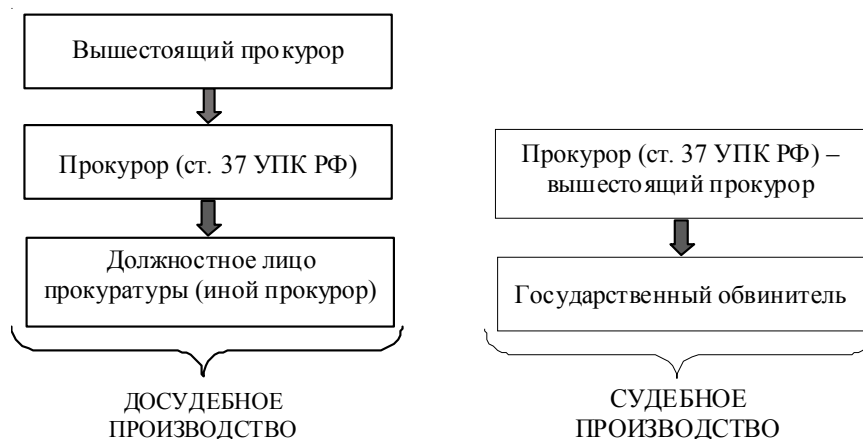 Вышестоящий прокурор
Прокурор (ст. 37 УПК РФ)
Должностное лицо
прокуратуры (иной прокурор)
ДОСУДЕБНОЕ
ПРОИЗВОДСТВО
Прокурор (ст. 37 УПК РФ) –
вышестоящий прокурор
Государственный обвинитель
СУДЕБНОЕ
ПРОИЗВОДСТВО